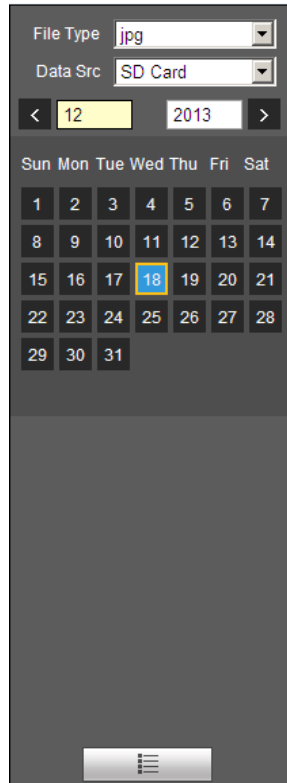 File Type jpg
Data Src SD Card
< 12 2013 >
Sun Mon Tue Wed Thu Fri Sat
1 2 3 4 5 6 7
8 9 10 11 12 13 14
15 16 17 18 19 20 21
22 23 24 25 26 27 28
29 30 31